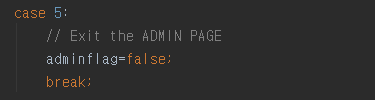 case 5:
// Exit the ADMIN PAGE
adminflag=false;
break;